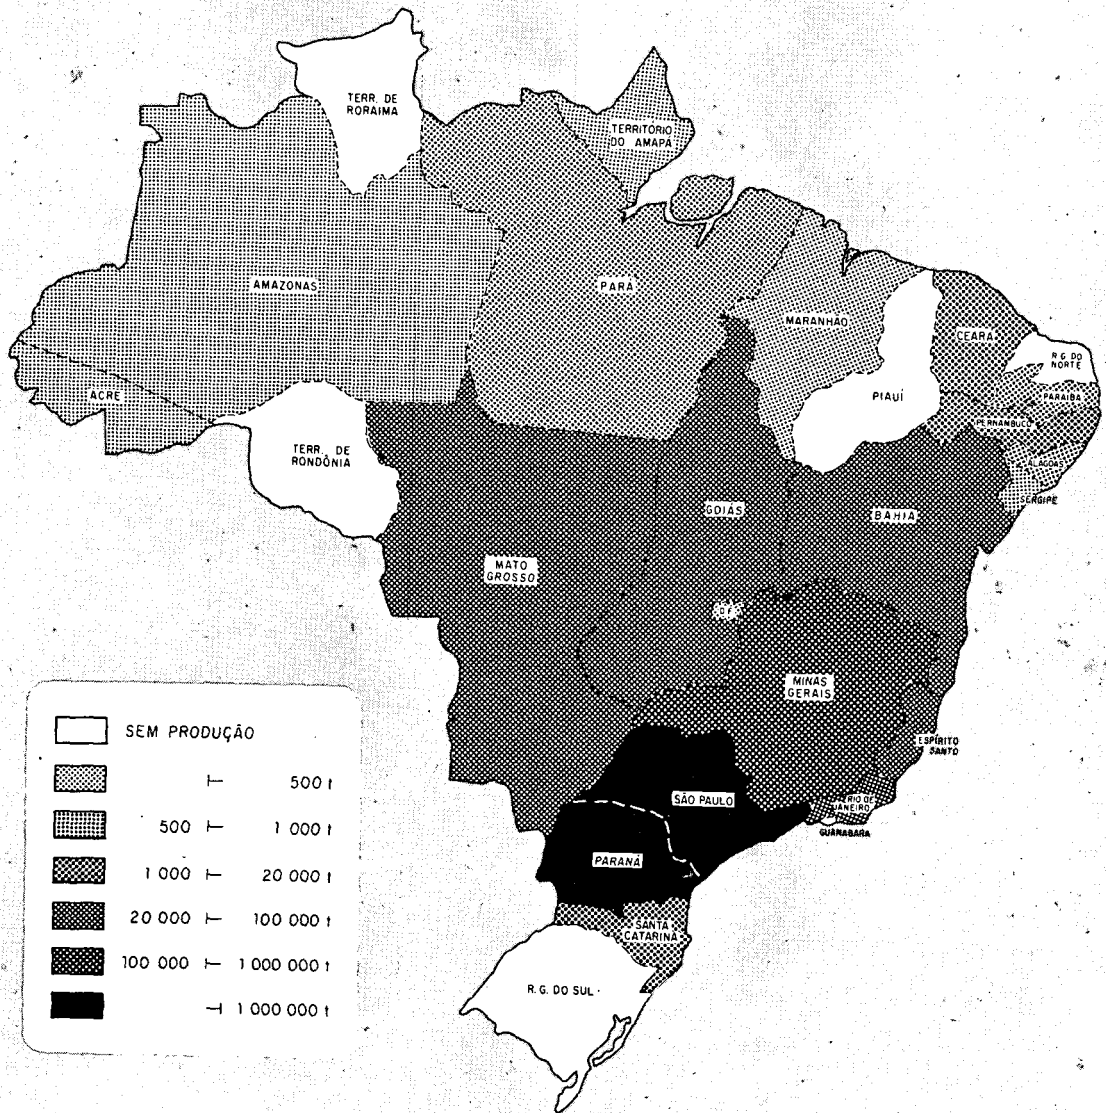 TERR. DE
RORAIMA
TERRITÓRIO
DO AMAPÁ
AMAZONAS
PARÁ
MARANHÃO
CEARÁ
R.G. DO
NORTE
PARAÍBA
PERNAMBUCO
ALAGOAS
SERGIPE
ACRE
PIAUÍ
TERR. DE
RONDÔNIA
GOIÁS
BAHIA
MATO
GROSSO
DF
MINAS
GERAIS
ESPÍRITO
SANTO
SÃO PAULO
RIO DE
JANEIRO
GUANABARA
PARANÁ
SANTA
CATARINA
R. G. DO SUL
SEM PRODUÇÃO
⊢ 500 t
500 ⊢ 1 000 t
1 000 ⊢ 20 000 t
20 000 ⊢ 100 000 t
100 000 ⊢ 1 000 000 t
⊣ 1 000 000 t